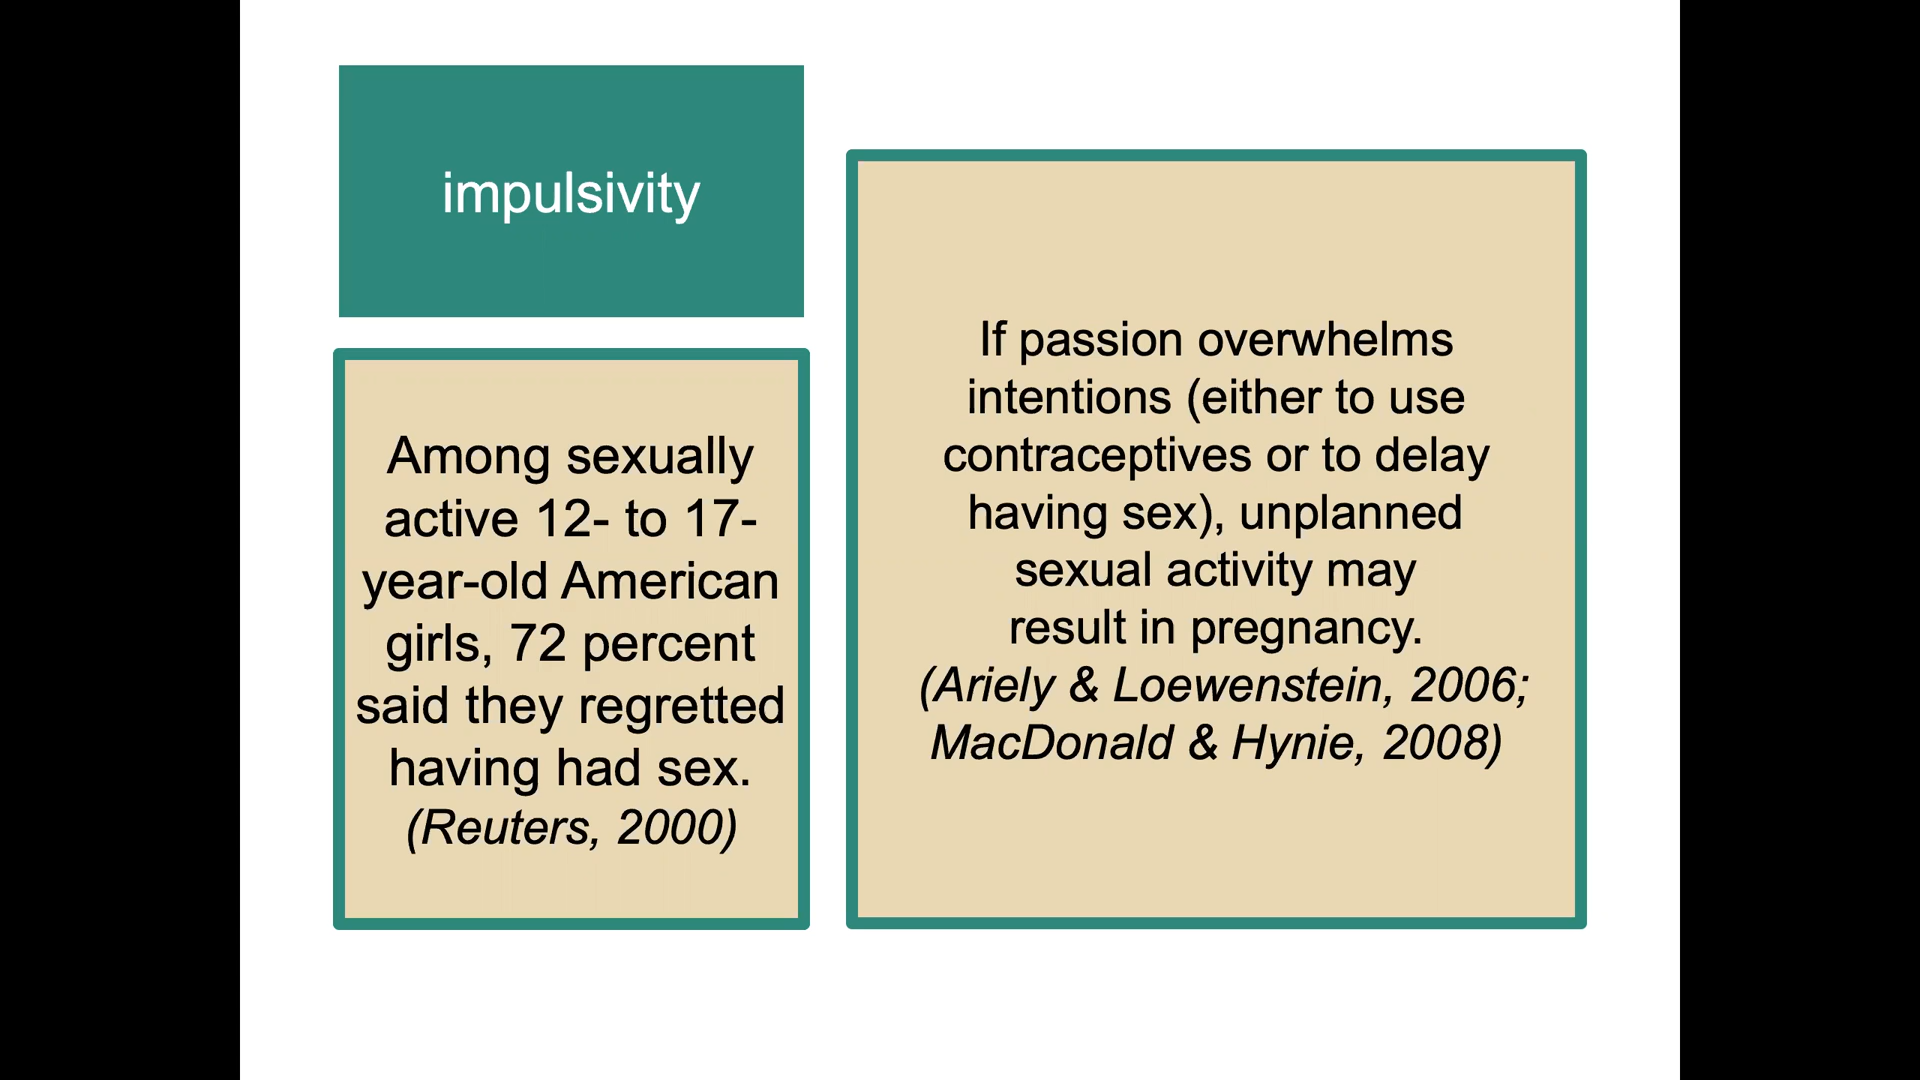 impulsivity
Among sexually
active 12- to 17-
year-old American
girls, 72 percent
said they regretted
having had sex.
(Reuters, 2000)
If passion overwhelms
intentions (either to use
contraceptives or to delay
having sex), unplanned
sexual activity may
result in pregnancy.
(Ariely & Loewenstein, 2006;
MacDonald & Hynie, 2008)